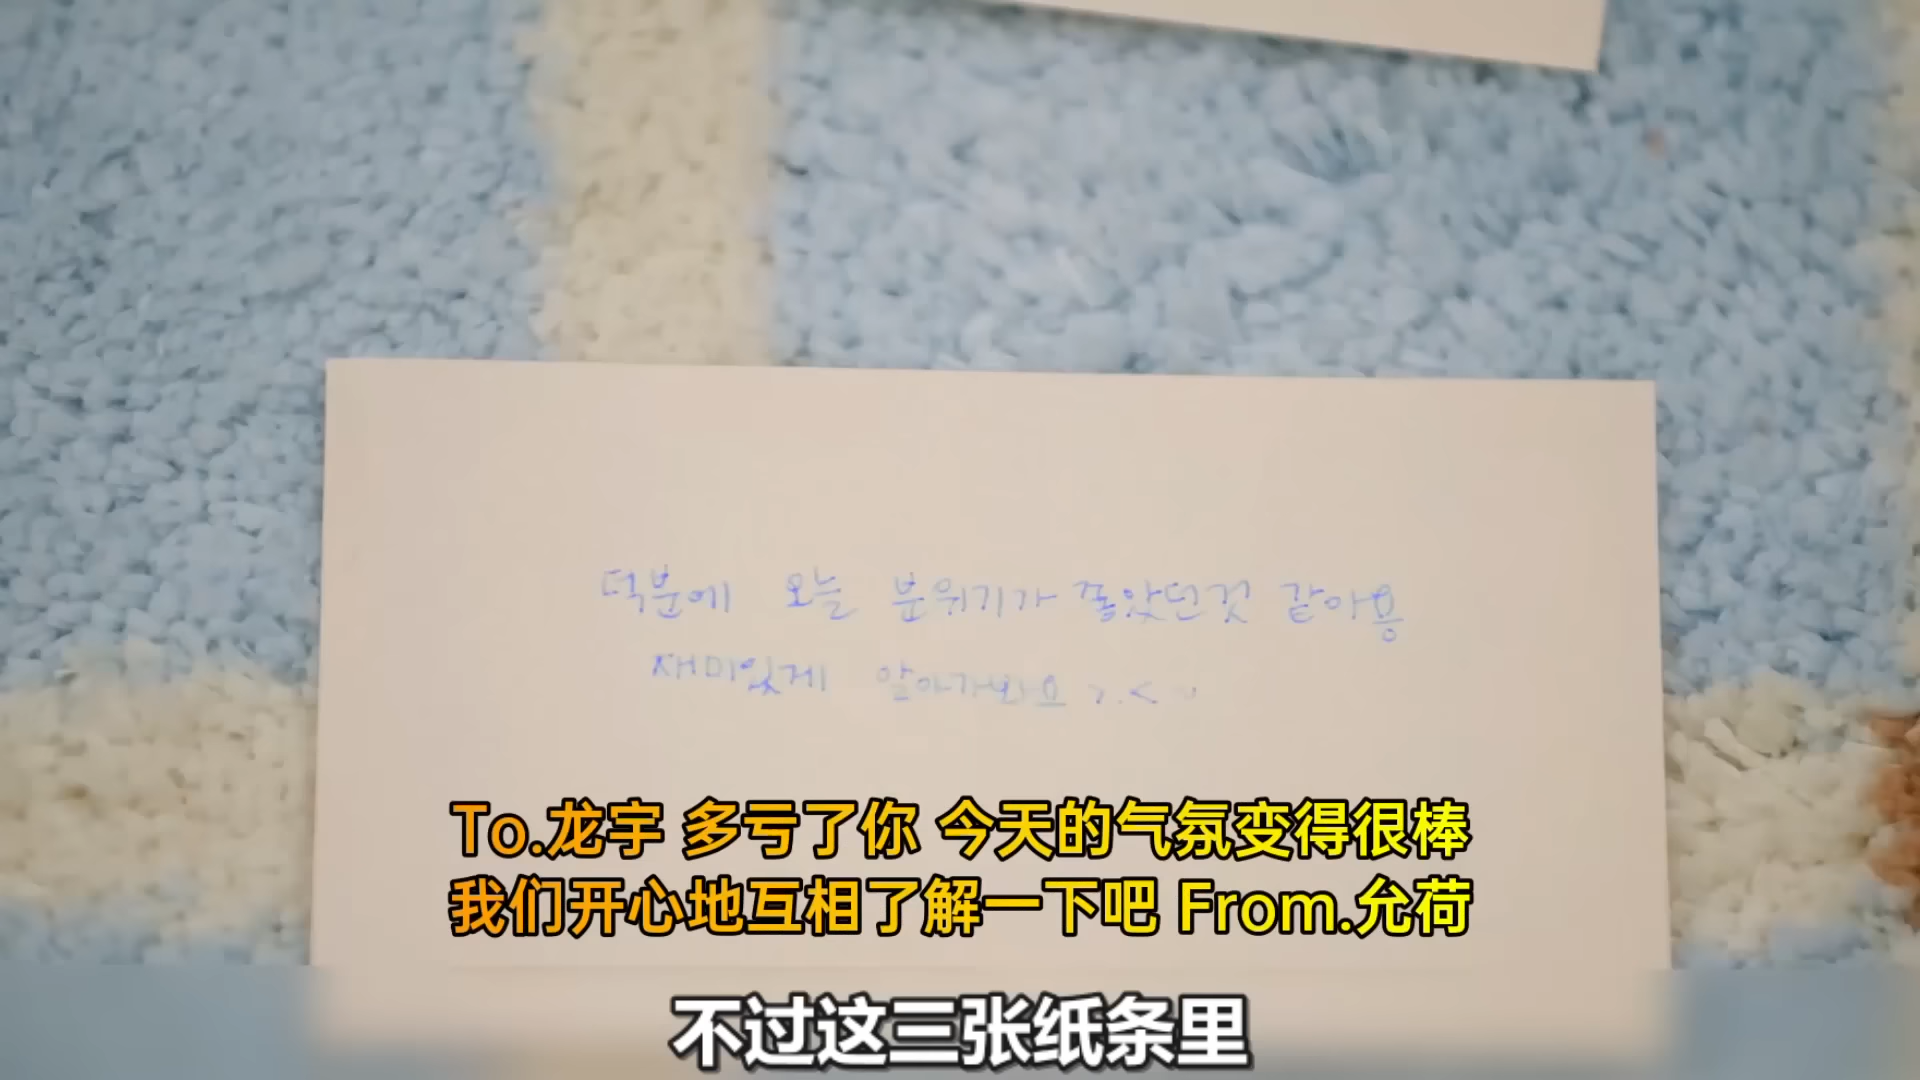 덕분에 오늘 분위기가 좋았던것 같아용
재미있게 알아가봐요 >.<
To.龙宇 多亏了你 今天的气氛变得很棒
我们开心地互相了解一下吧 From.允荷
不过这三张纸条里